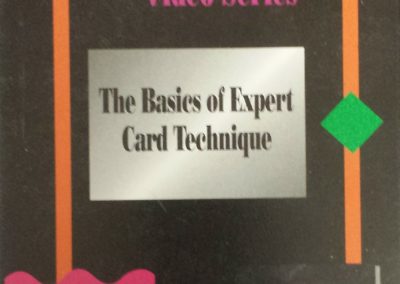 Video Series
The Basics of Expert
Card Technique